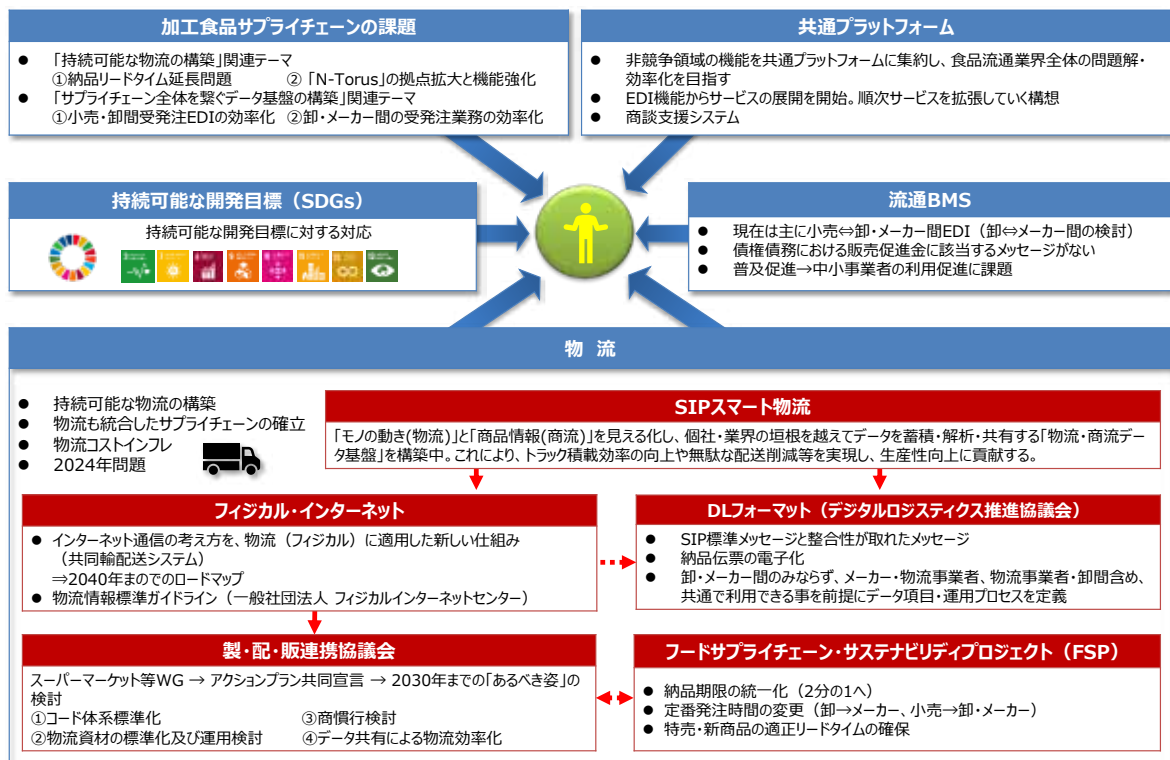 加工食品サプライチェーンの課題
● 「持続可能な物流の構築」関連テーマ
①納品リードタイム延長問題 ② 「N-Torus」の拠点拡大と機能強化
● 「サプライチェーン全体を繋ぐデータ基盤の構築」関連テーマ
①小売・卸間受発注EDIの効率化 ②卸・メーカー間の受発注業務の効率化
共通プラットフォーム
● 非競争領域の機能を共通プラットフォームに集約し、食品流通業界全体の問題解・
効率化を目指す
● EDI機能からサービスの展開を開始。順次サービスを拡張していく構想
● 商談支援システム
持続可能な開発目標（SDGs）
持続可能な開発目標に対する対応
流通BMS
● 現在は主に小売⇔卸・メーカー間EDI（卸⇔メーカー間の検討）
● 債権債務における販売促進金に該当するメッセージがない
● 普及促進→中小事業者の利用促進に課題
物 流
● 持続可能な物流の構築
● 物流も統合したサプライチェーンの確立
● 物流コストインフレ
● 2024年問題
SIPスマート物流
「モノの動き(物流)」と「商品情報(商流)」を見える化し、個社・業界の垣根を越えてデータを蓄積・解析・共有する「物流・商流デー
タ基盤」を構築中。これにより、トラック積載効率の向上や無駄な配送削減等を実現し、生産性向上に貢献する。
フィジカル・インターネット
● インターネット通信の考え方を、物流（フィジカル）に適用した新しい仕組み
（共同輸配送システム）
⇒2040年までのロードマップ
● 物流情報標準ガイドライン（一般社団法人 フィジカルインターネットセンター）
DLフォーマット（デジタルロジスティクス推進協議会）
● SIP標準メッセージと整合性が取れたメッセージ
● 納品伝票の電子化
● 卸・メーカー間のみならず、メーカー・物流事業者、物流事業者・卸間含め、
共通で利用できる事を前提にデータ項目・運用プロセスを定義
製・配・販連携協議会
スーパーマーケット等WG → アクションプラン共同宣言 → 2030年までの「あるべき姿」の
検討
①コード体系標準化 ③商慣行検討
②物流資材の標準化及び運用検討 ④データ共有による物流効率化
フードサプライチェーン・サステナビリディプロジェクト（FSP）
● 納品期限の統一化（2分の1へ）
● 定番発注時間の変更（卸→メーカー、小売→卸・メーカー）
● 特売・新商品の適正リードタイムの確保